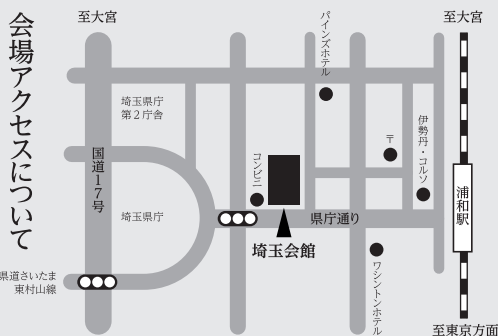 会場アクセスについて
至大宮
パインズホテル
至大宮
埼玉県庁
第2庁舎
伊勢丹・コルソ
〒
国道17号
コンビニ
浦和駅
埼玉県庁
県庁通り
埼玉会館
県道さいたま
東村山線
ワシントンホテル
至東京方面